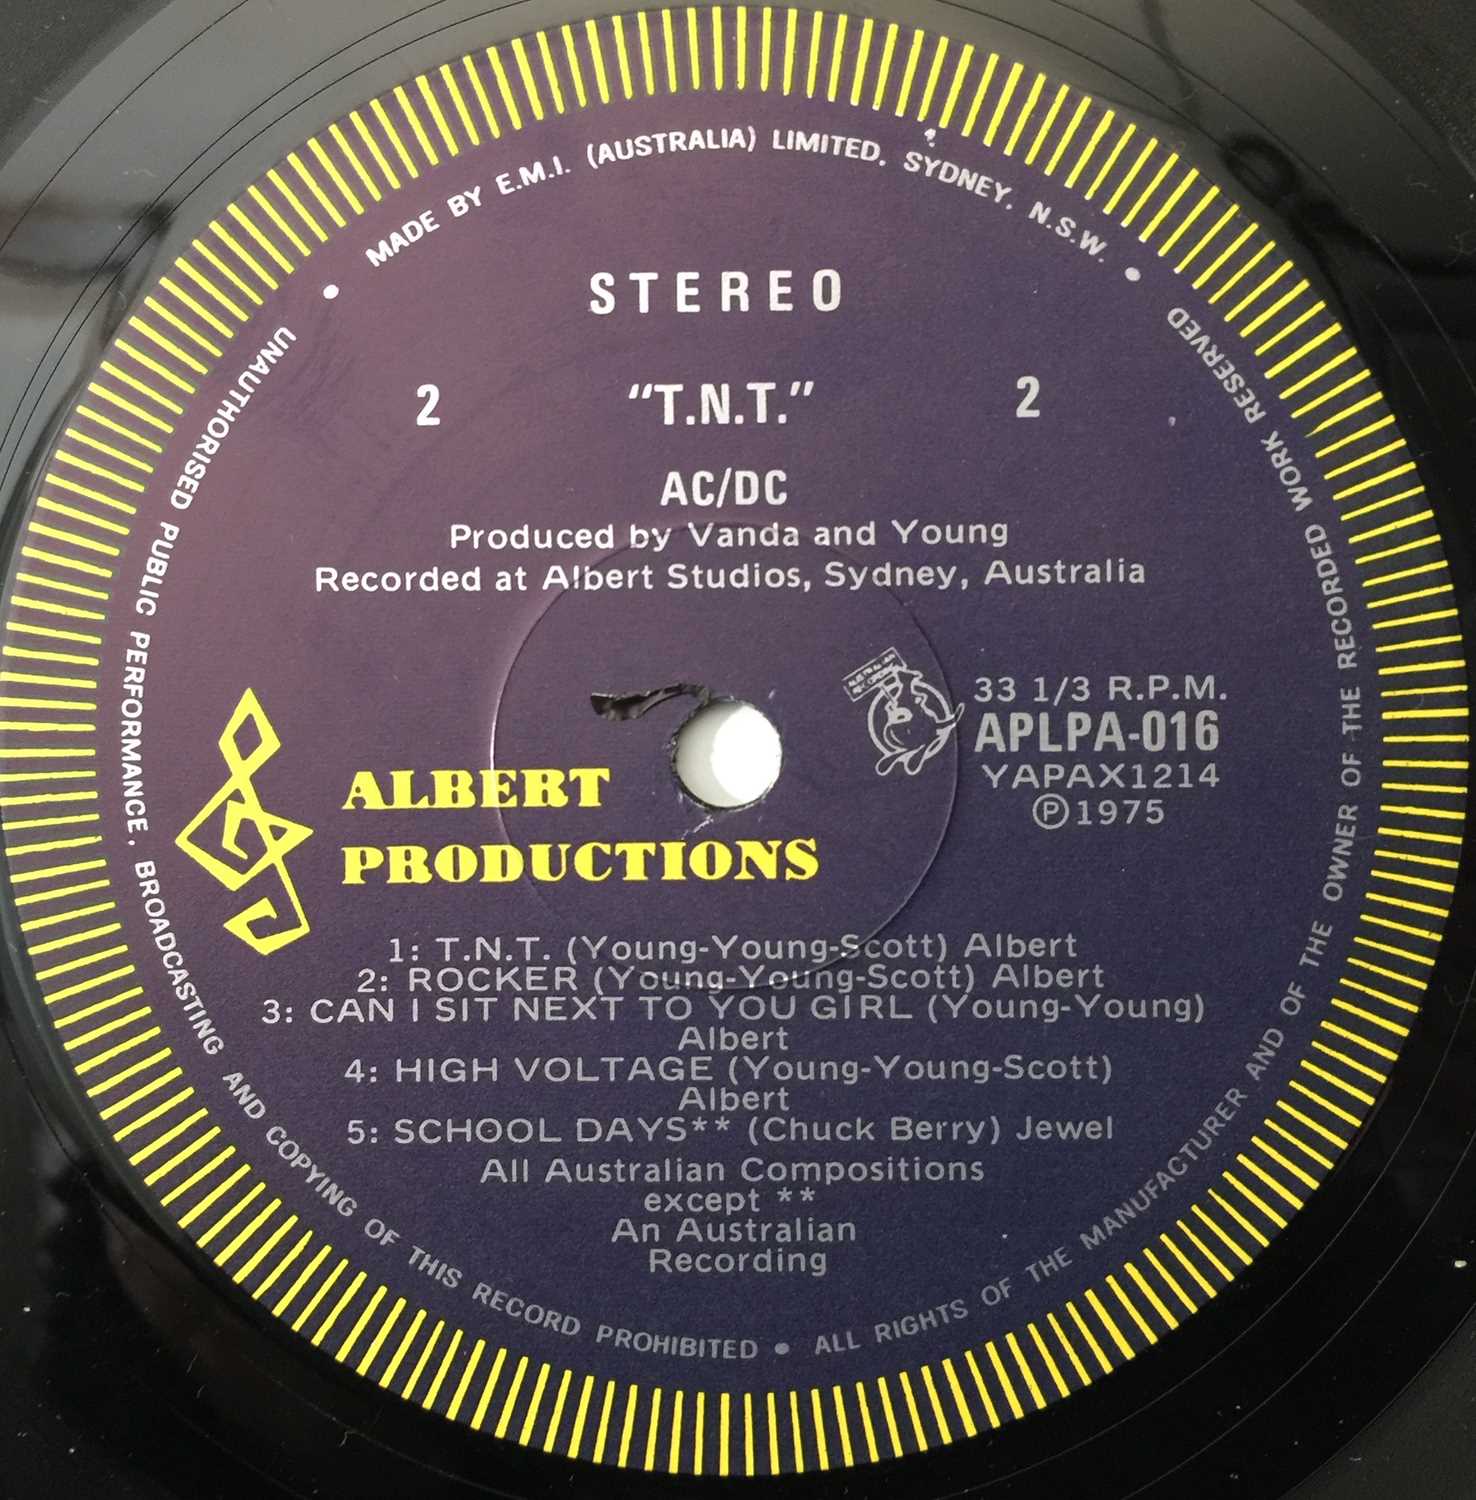 MADE BY E.M.I. (AUSTRALIA) LIMITED. SYDNEY, N.S.W. •
STEREO
2 "T.N.T." 2
AC/DC
Produced by Vanda and Young
Recorded at Albert Studios, Sydney, Australia
33 1/3 R.P.M.
APLPA-016
YAPAX1214
℗1975
ALBERT
PRODUCTIONS
1: T.N.T. (Young-Young-Scott) Albert
2: ROCKER (Young-Young-Scott) Albert
3: CAN I SIT NEXT TO YOU GIRL (Young-Young)
Albert
4: HIGH VOLTAGE (Young-Young-Scott)
Albert
5: SCHOOL DAYS** (Chuck Berry) Jewel
All Australian Compositions
except **
An Australian
Recording
UNAUTHORISED PUBLIC PERFORMANCE, BROADCASTING AND COPYING OF THIS RECORD PROHIBITED • ALL RIGHTS OF THE MANUFACTURER AND OF THE OWNER OF THE RECORDED WORK RESERVED •